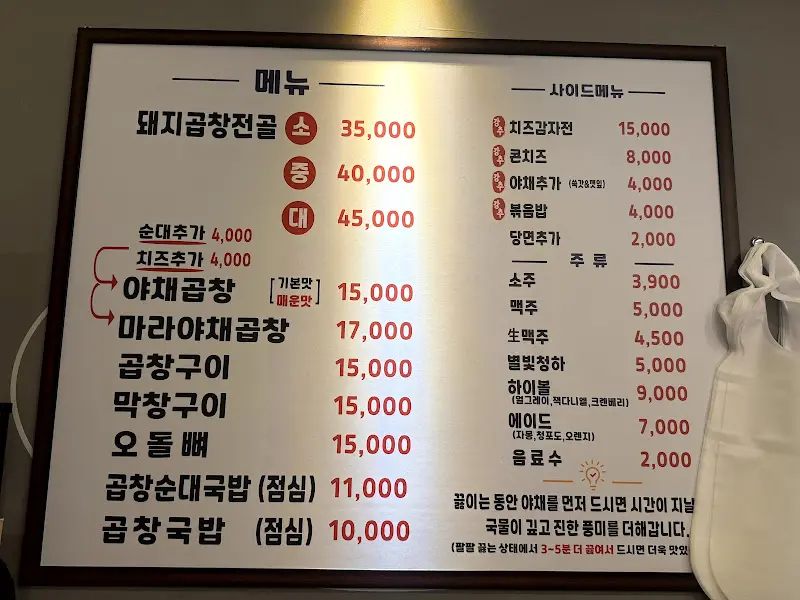 메뉴
돼지곱창전골 소 35,000
중 40,000
대 45,000
순대추가 4,000
치즈추가 4,000
야채곱창 [기본맛 매운맛] 15,000
마라야채곱창 17,000
곱창구이 15,000
막창구이 15,000
오돌뼈 15,000
곱창순대국밥 (점심) 11,000
곱창국밥 (점심) 10,000
사이드메뉴
강추 치즈감자전 15,000
강추 콘치즈 8,000
강추 야채추가 (쑥갓&깻잎) 4,000
강추 볶음밥 4,000
당면추가 2,000
주류
소주 3,900
맥주 5,000
生맥주 4,500
별빛청하 5,000
하이볼 9,000
(얼그레이,잭다니엘,크랜베리)
에이드 7,000
(자몽,청포도,오렌지)
음료수 2,000
끓이는 동안 야채를 먼저 드시면 시간이 지날
국물이 깊고 진한 풍미를 더해갑니다.
(팔팔 끓는 상태에서 3~5분 더 끓여서 드시면 더욱 맛있